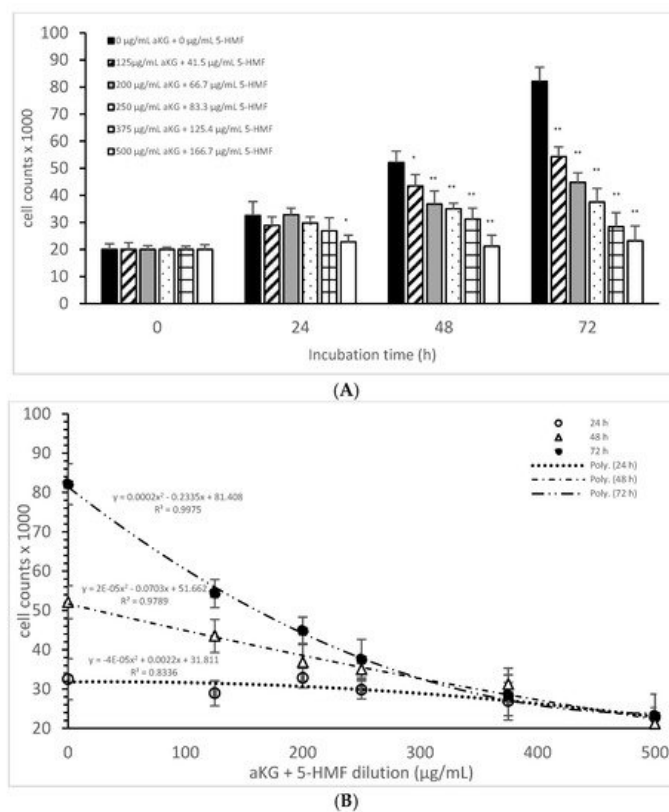 100
90
80
70
60
50
40
30
20
10
0
cell counts x 1000
0 µg/mL aKG + 0 µg/mL 5-HMF
125µg/mL aKG + 41.5 µg/mL 5-HMF
200 µg/mL aKG + 66.7 µg/mL 5-HMF
250 µg/mL aKG + 83.3 µg/mL 5-HMF
375 µg/mL aKG + 125.4 µg/mL 5-HMF
500 µg/mL aKG + 166.7 µg/mL 5-HMF
*
* ** ** ** **
** ** ** ** **
0 24 48 72
Incubation time (h)
(A)
100
90
80
70
60
50
40
30
20
cell counts x 1000
24 h
48 h
72 h
Poly. (24 h)
Poly. (48 h)
Poly. (72 h)
y = 0.0002x² - 0.2335x + 81.408
R² = 0.9975
y = 2E-05x² - 0.0703x + 51.662
R² = 0.9789
y = -4E-05x² + 0.0022x + 31.811
R² = 0.8336
0 100 200 300 400 500
aKG + 5-HMF dilution (µg/mL)
(B)